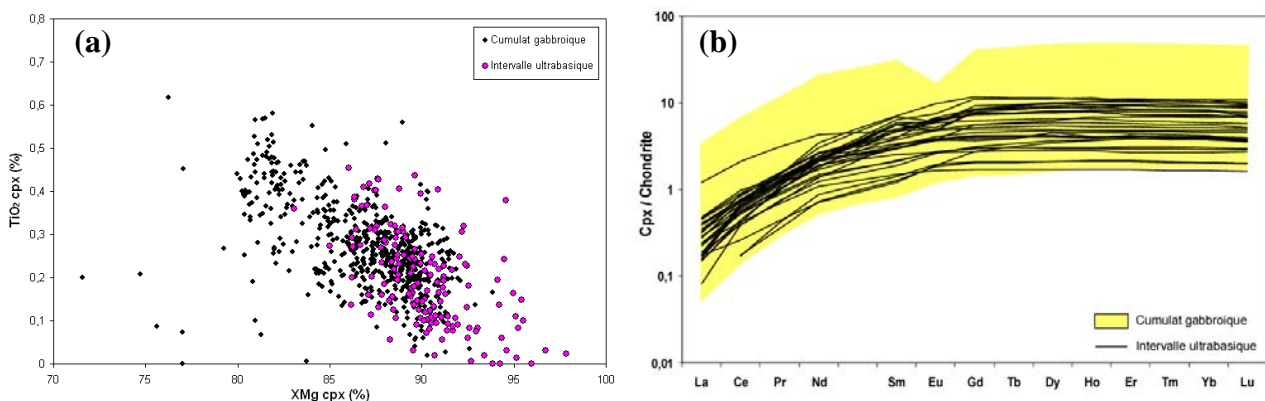 (a)
TiO₂ cpx (%)
0,8
0,7
0,6
0,5
0,4
0,3
0,2
0,1
0
70 75 80 85 90 95 100
XMg cpx (%)
Cumulat gabbroique
Intervalle ultrabasique
(b)
Cpx / Chondrite
100
10
1
0,1
0,01
La Ce Pr Nd Sm Eu Gd Tb Dy Ho Er Tm Yb Lu
Cumulat gabbroique
Intervalle ultrabasique